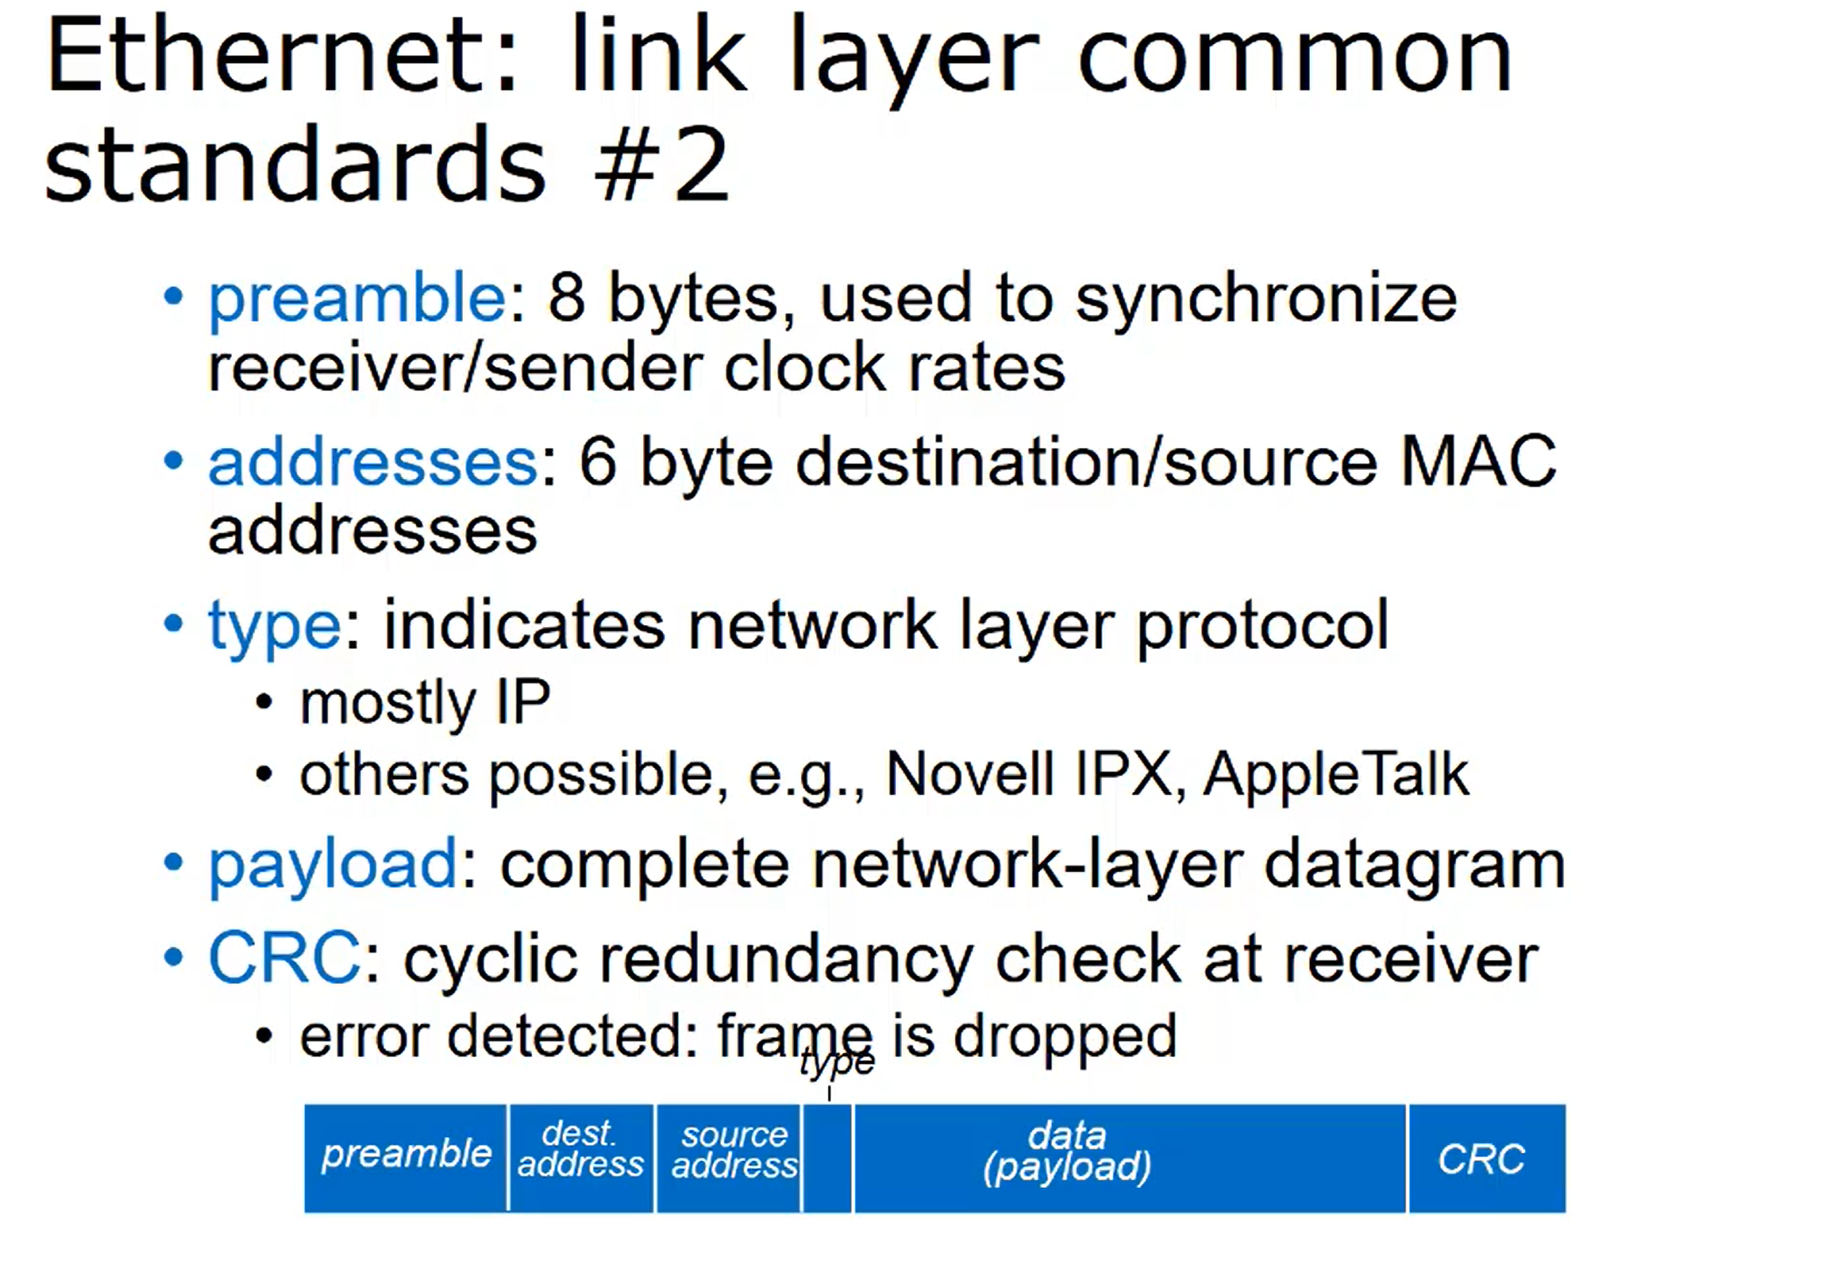 Ethernet: link layer common
standards #2
• preamble: 8 bytes, used to synchronize
receiver/sender clock rates
• addresses: 6 byte destination/source MAC
addresses
• type: indicates network layer protocol
• mostly IP
• others possible, e.g., Novell IPX, AppleTalk
• payload: complete network-layer datagram
• CRC: cyclic redundancy check at receiver
• error detected: frame is dropped
type
preamble
dest.
address
source
address
data
(payload)
CRC